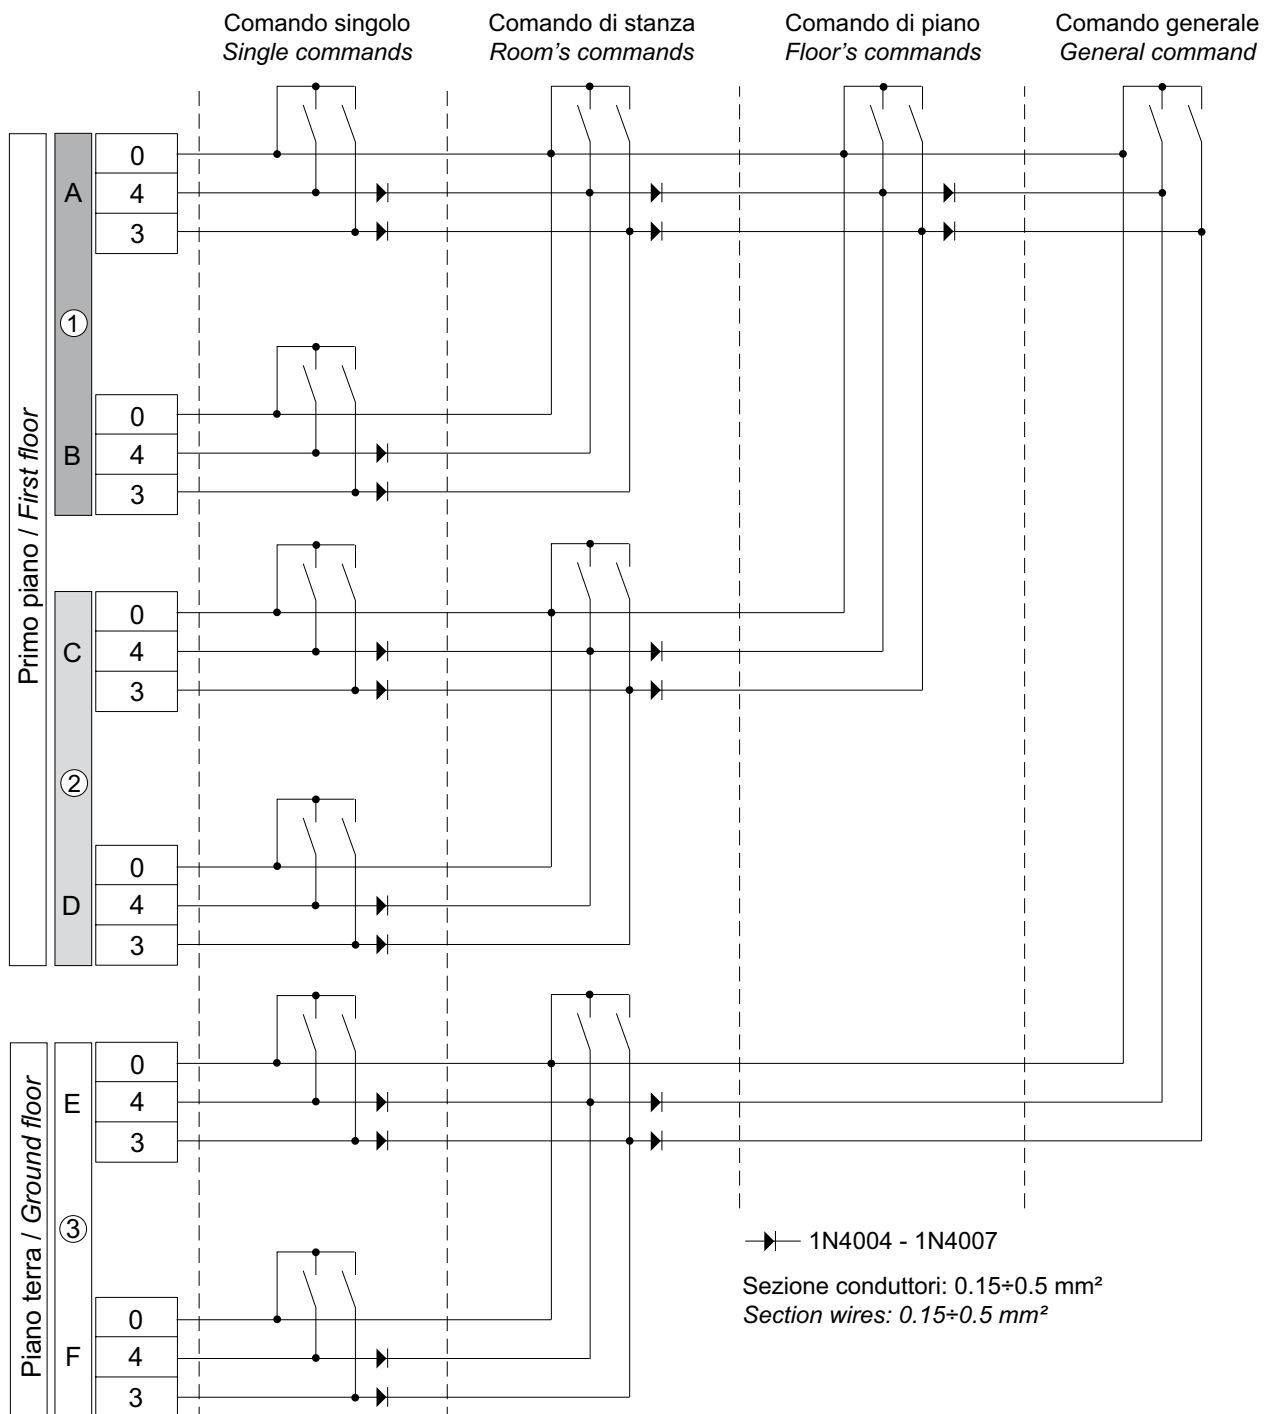 Comando singolo
Single commands
Comando di stanza
Room's commands
Comando di piano
Floor's commands
Comando generale
General command
Primo piano / First floor
A
0
4
3
1
B
0
4
3
C
0
4
3
2
D
0
4
3
Piano terra / Ground floor
E
0
4
3
3
F
0
4
3
1N4004 - 1N4007
Sezione conduttori: 0.15÷0.5 mm²
Section wires: 0.15÷0.5 mm²